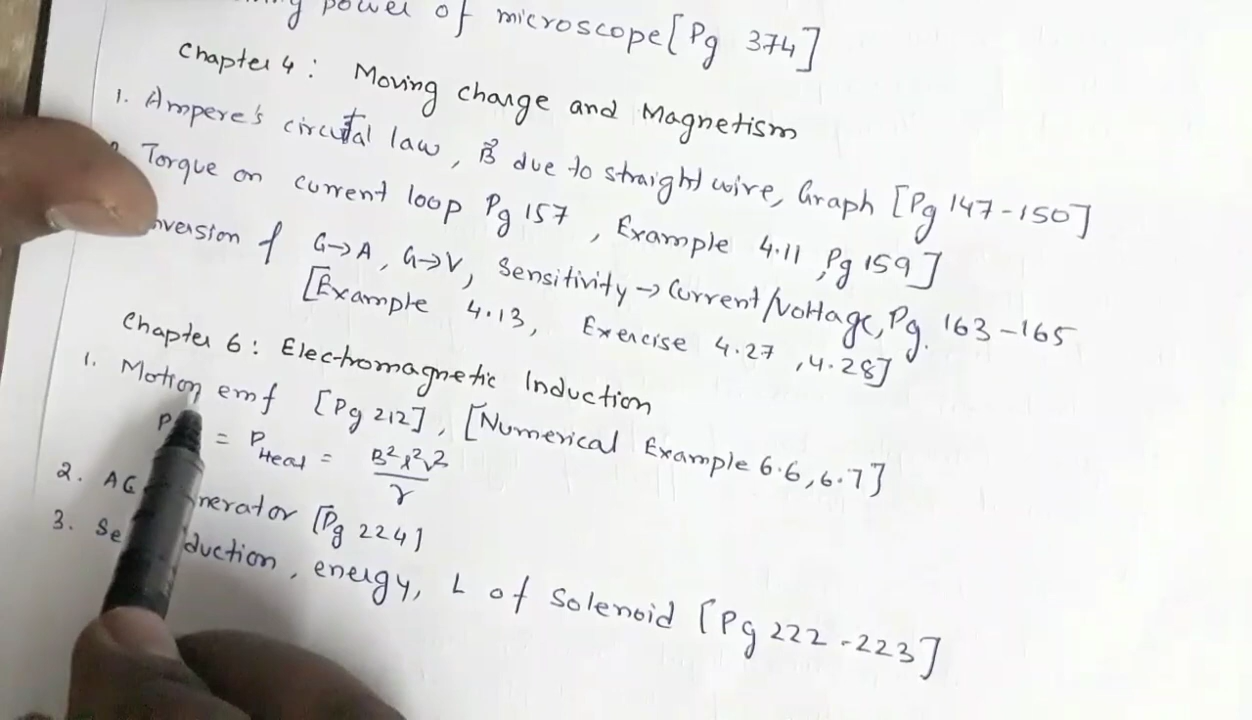 power of microscope [Pg 374]
Chapter 4 : Moving charge and Magnetism
1. Ampere's circuital law, B⃗ due to straight wire, Graph [Pg 147-150]
Torque on current loop Pg 157, Example 4.11, Pg 159]
of G→A, G→V, Sensitivity → Current/Voltage, Pg. 163-165
[Example 4.13, Exercise 4.27, 4.28]
Chapter 6 : Electromagnetic Induction
1. Motion emf [Pg 212], [Numerical Example 6.6, 6.7]
= P Heat = B²l²v²/r
2. AC [Pg 224]
3. energy, L of Solenoid [Pg 222-223]